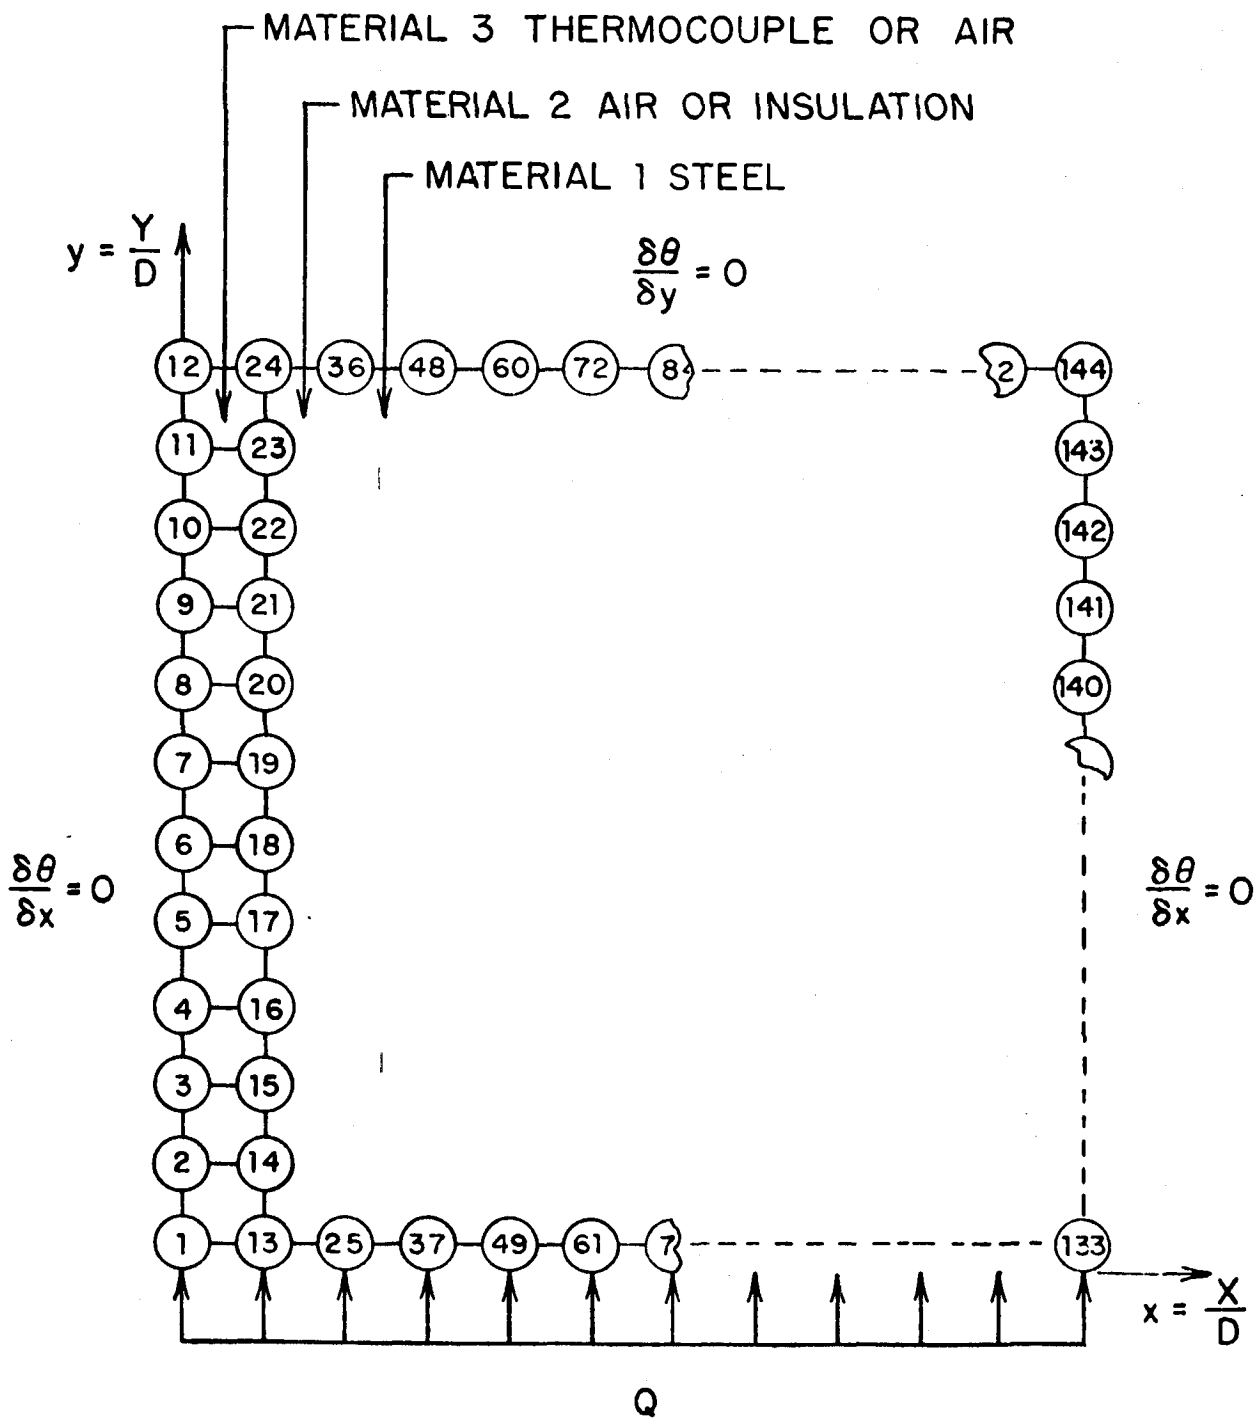 MATERIAL 3 THERMOCOUPLE OR AIR
MATERIAL 2 AIR OR INSULATION
MATERIAL 1 STEEL
y = Y/D
δθ/δy = 0
12 24 36 48 60 72 84 2 144
11 23 143
10 22 142
9 21 141
8 20 140
7 19
6 18
δθ/δx = 0
δθ/δx = 0
5 17
4 16
3 15
2 14
1 13 25 37 49 61 7 133
x = X/D
Q